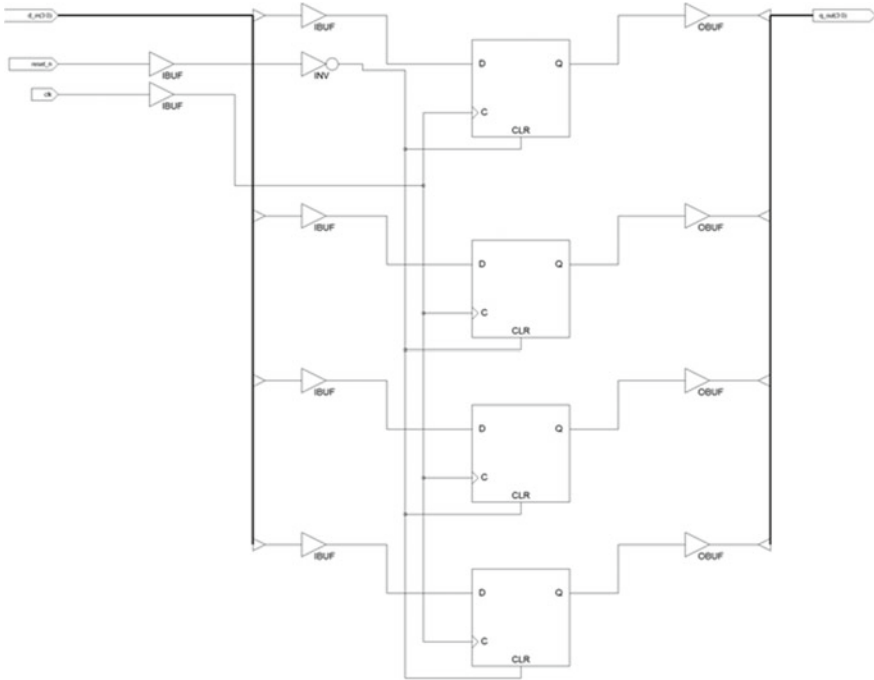 d_in(3:0)
q_out(3:0)
IBUF
OBUF
reset_n
IBUF
INV
D
Q
clk
IBUF
C
CLR
IBUF
OBUF
D
Q
C
CLR
IBUF
OBUF
D
Q
C
CLR
IBUF
OBUF
D
Q
C
CLR